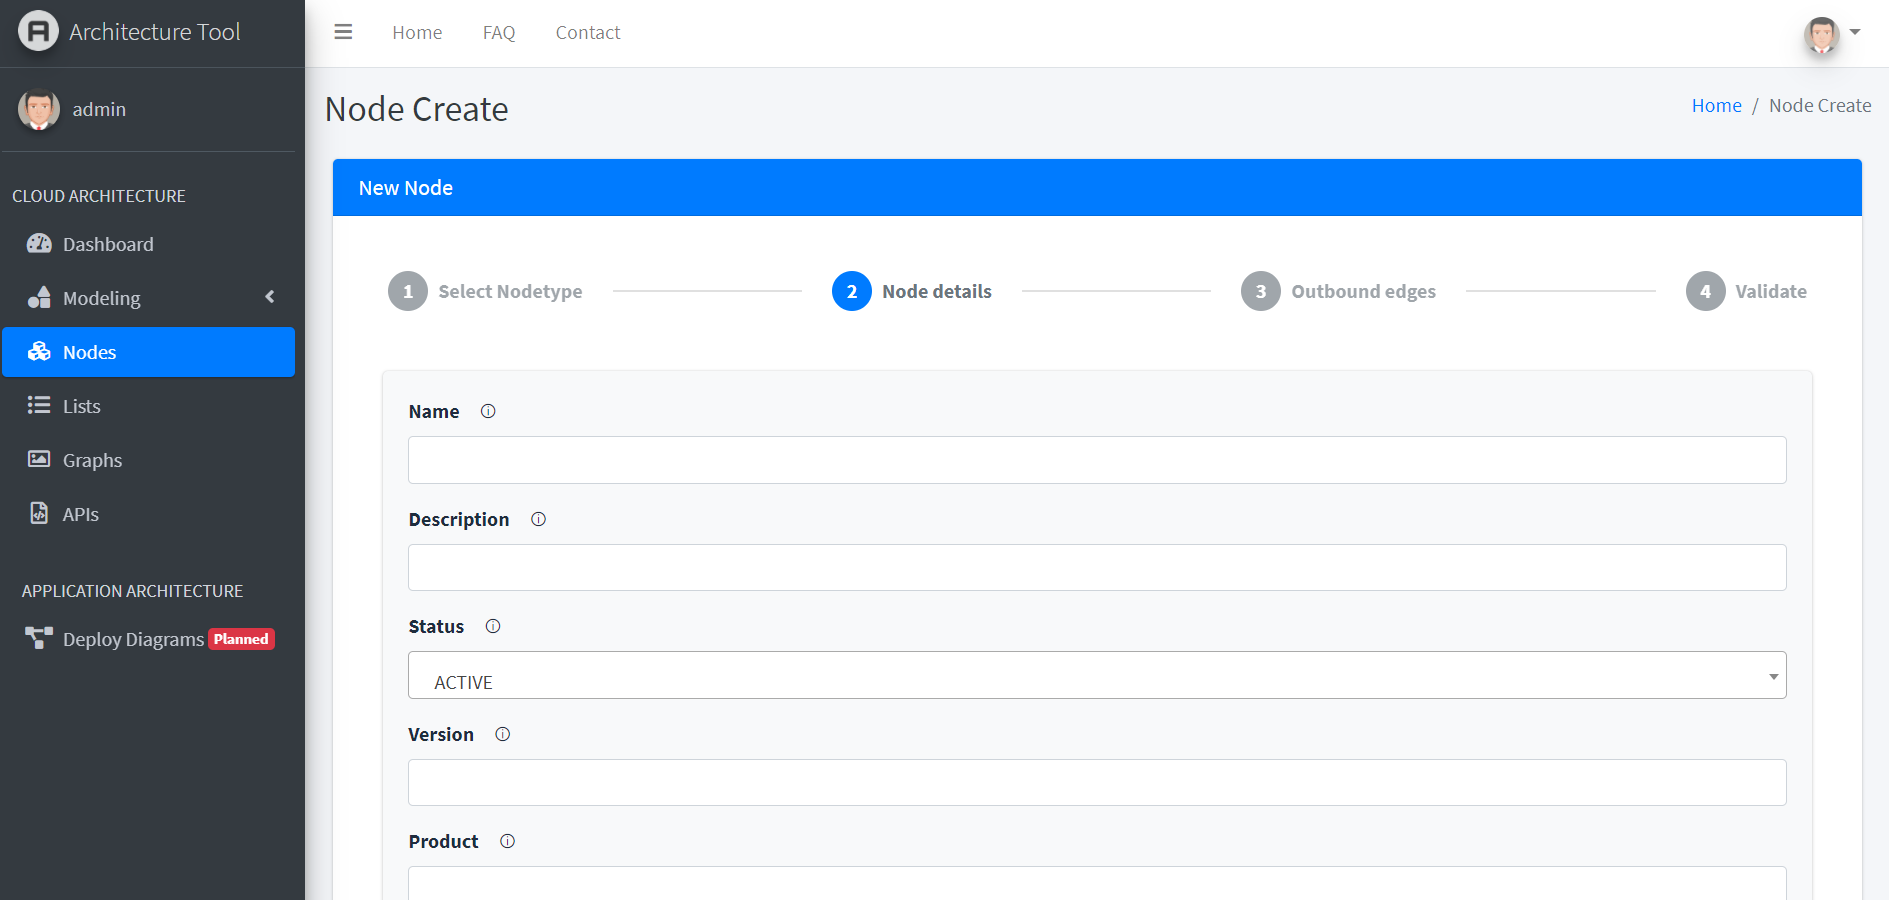 Architecture Tool
Home
FAQ
Contact
admin
Node Create
Home / Node Create
CLOUD ARCHITECTURE
Dashboard
Modeling
Nodes
Lists
Graphs
APIs
APPLICATION ARCHITECTURE
Deploy Diagrams Planned
New Node
1 Select Nodetype
2 Node details
3 Outbound edges
4 Validate
Name
Description
Status
ACTIVE
Version
Product